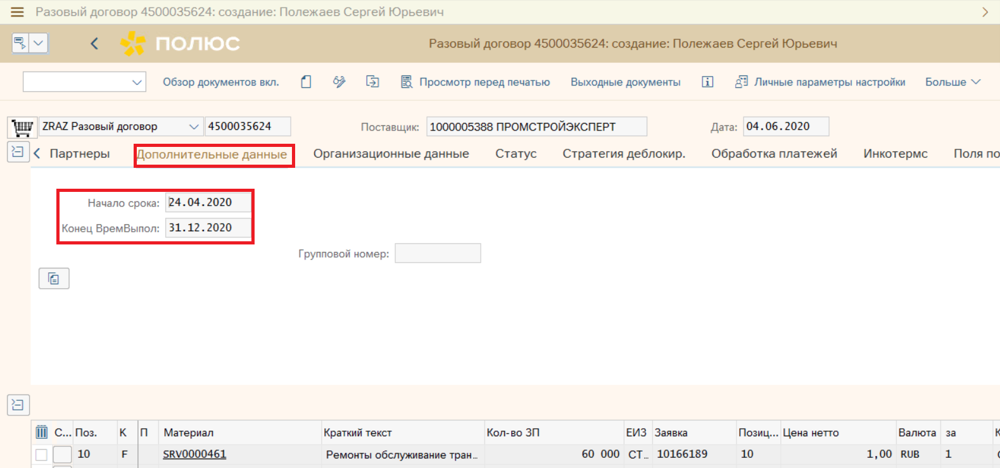 Разовый договор 4500035624: создание: Полежаев Сергей Юрьевич
ПОЛЮС
Разовый договор 4500035624: создание: Полежаев Сергей Юрьевич
Обзор документов вкл. Просмотр перед печатью Выходные документы Личные параметры настройки Больше
ZRAZ Разовый договор 4500035624 Поставщик: 1000005388 ПРОМСТРОЙЭКСПЕРТ Дата: 04.06.2020
Партнеры Дополнительные данные Организационные данные Статус Стратегия деблокир. Обработка платежей Инкотермс Поля по
Начало срока: 24.04.2020
Конец ВремВыпол: 31.12.2020
Групповой номер:
С... Поз. К П Материал Краткий текст Кол-во ЗП ЕИЗ Заявка Позиц... Цена нетто Валюта за
10 F SRV0000461 Ремонты обслуживание тран... 60 000 СТ... 10166189 10 1,00 RUB 1